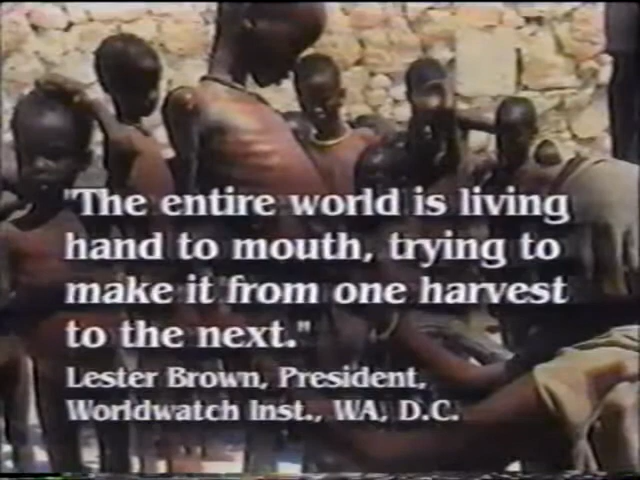 "The entire world is living
hand to mouth, trying to
make it from one harvest
to the next."
Lester Brown, President,
Worldwatch Inst., WA, D.C.